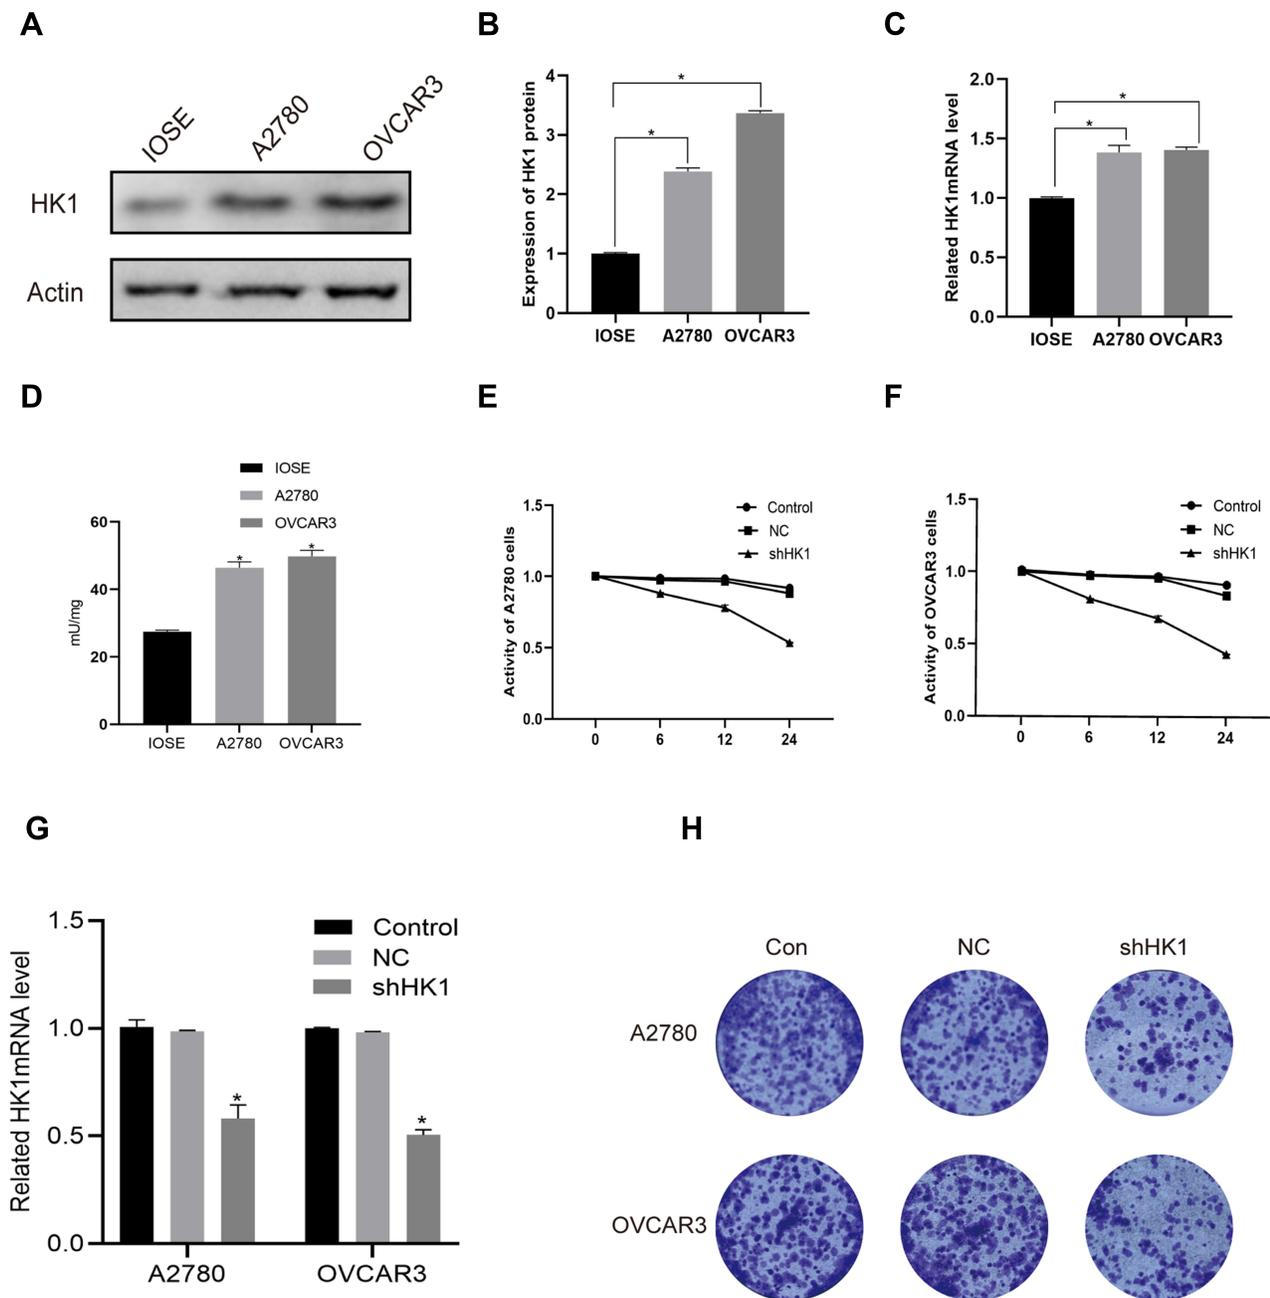 A
B
C
IOSE
A2780
OVCAR3
HK1
Actin
Expression of HK1 protein
4
3
2
1
0
*
*
IOSE A2780 OVCAR3
Related HK1mRNA level
2.0
1.5
1.0
0.5
0.0
*
*
IOSE A2780 OVCAR3
D
E
F
IOSE
A2780
OVCAR3
mU/mg
60
40
20
0
*
*
IOSE A2780 OVCAR3
Activity of A2780 cells
1.5
1.0
0.5
0.0
Control
NC
shHK1
0 6 12 24
Activity of OVCAR3 cells
1.5
1.0
0.5
0.0
Control
NC
shHK1
0 6 12 24
G
H
Related HK1mRNA level
1.5
1.0
0.5
0.0
Control
NC
shHK1
*
*
A2780 OVCAR3
Con NC shHK1
A2780
OVCAR3